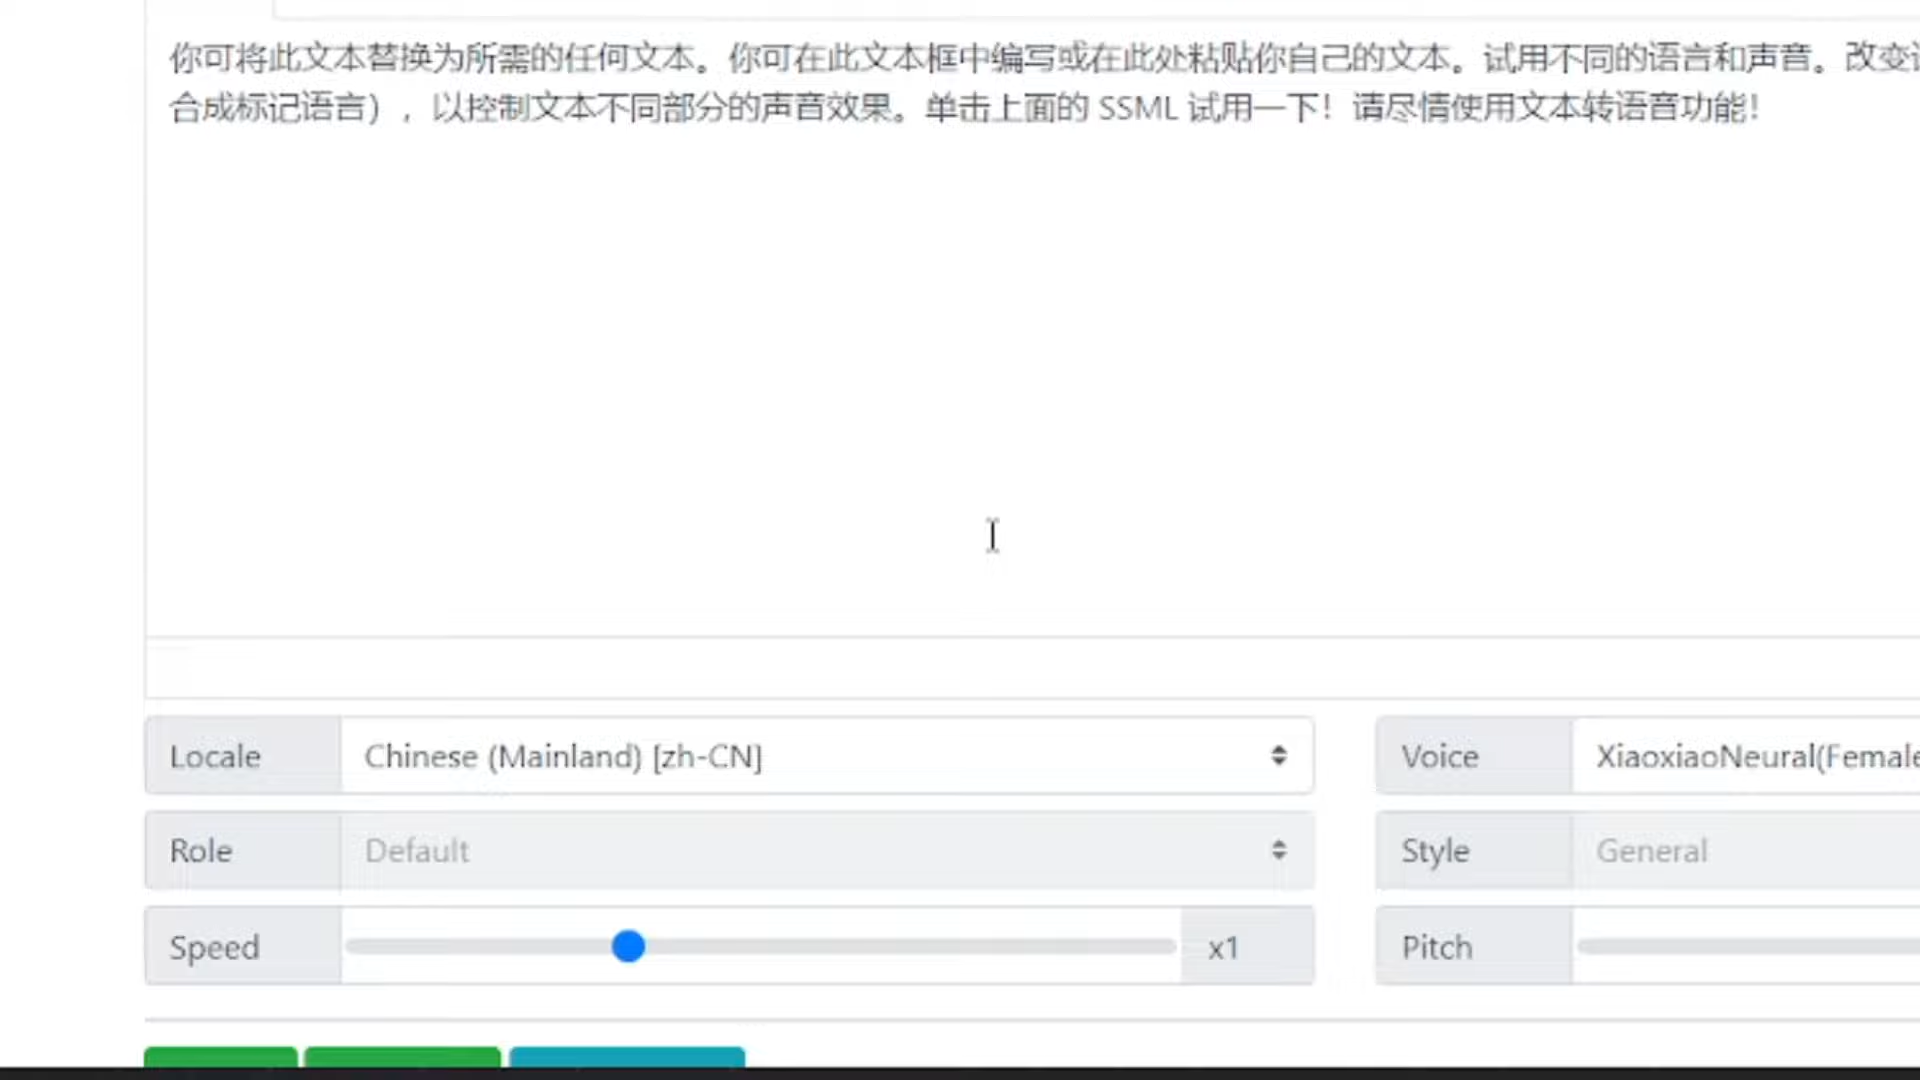 你可将此文本替换为所需的任何文本。你可在此文本框中编写或在此处粘贴你自己的文本。试用不同的语言和声音。改变
合成标记语言），以控制文本不同部分的声音效果。单击上面的 SSML 试用一下！请尽情使用文本转语音功能！
Locale Chinese (Mainland) [zh-CN] Voice XiaoxiaoNeural(Female
Role Default Style General
Speed x1 Pitch